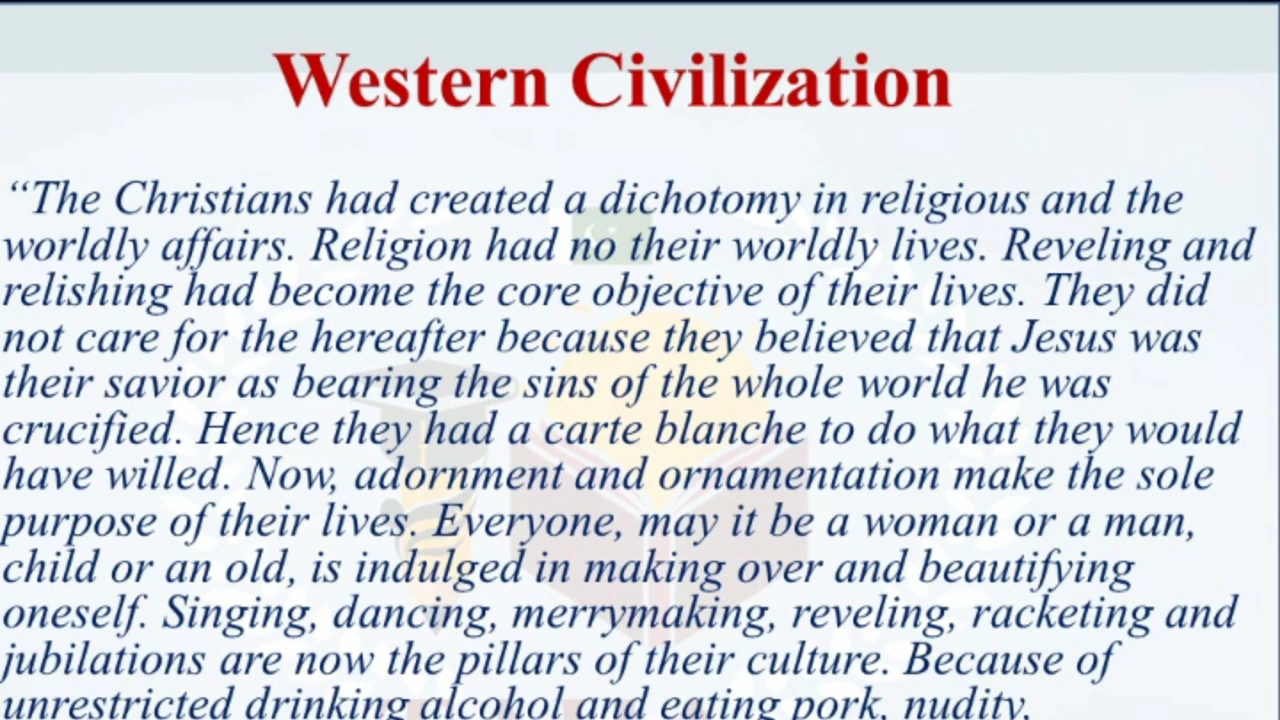 Western Civilization
“The Christians had created a dichotomy in religious and the
worldly affairs. Religion had no their worldly lives. Reveling and
relishing had become the core objective of their lives. They did
not care for the hereafter because they believed that Jesus was
their savior as bearing the sins of the whole world he was
crucified. Hence they had a carte blanche to do what they would
have willed. Now, adornment and ornamentation make the sole
purpose of their lives. Everyone, may it be a woman or a man,
child or an old, is indulged in making over and beautifying
oneself. Singing, dancing, merrymaking, reveling, racketing and
jubilations are now the pillars of their culture. Because of
unrestricted drinking alcohol and eating pork, nudity,